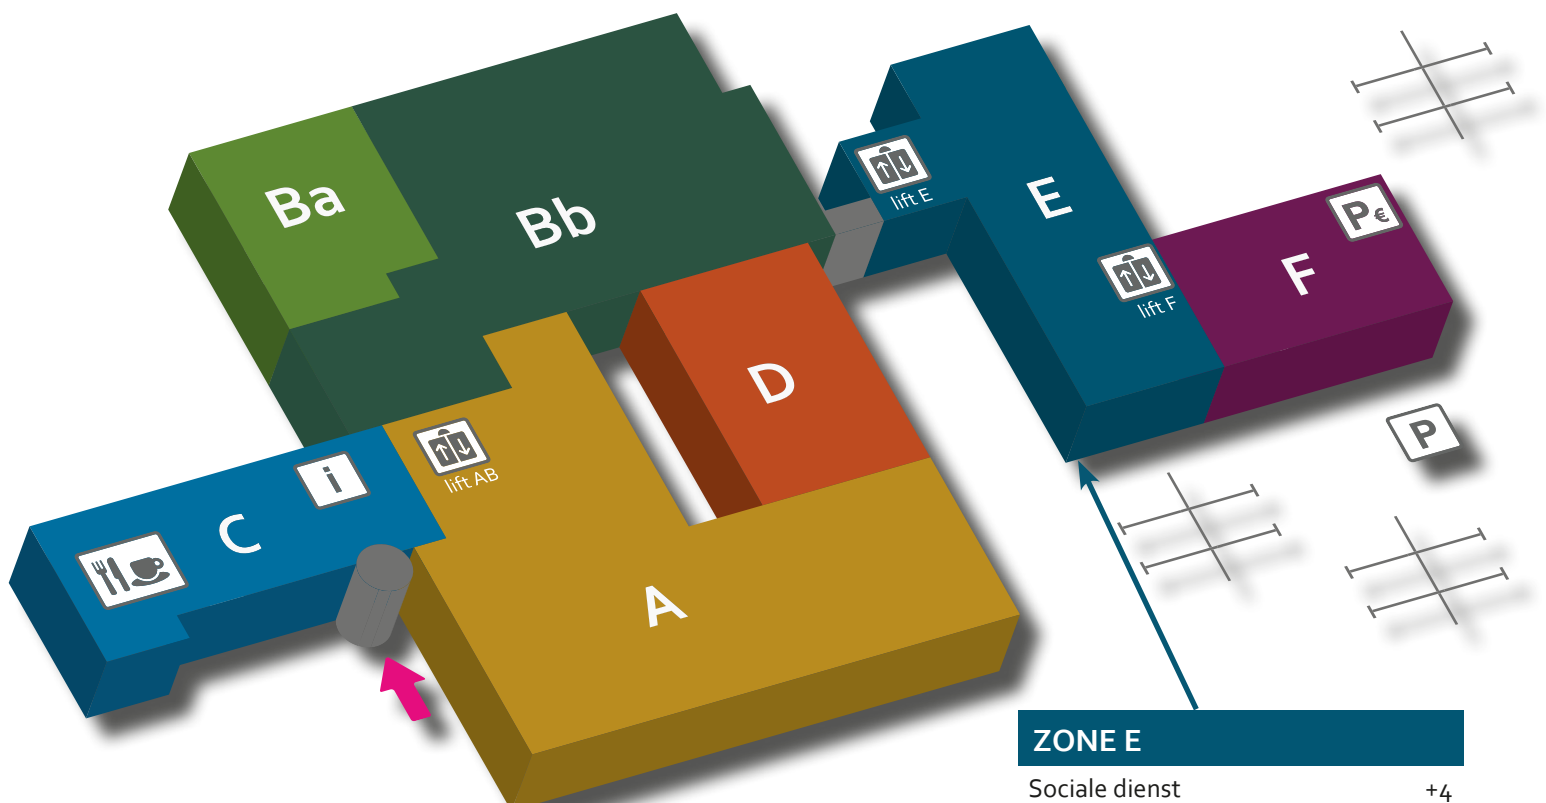 Ba
Bb
lift E
E
P€
F
lift F
D
lift AB
i
C
P
A
ZONE E
Sociale dienst +4